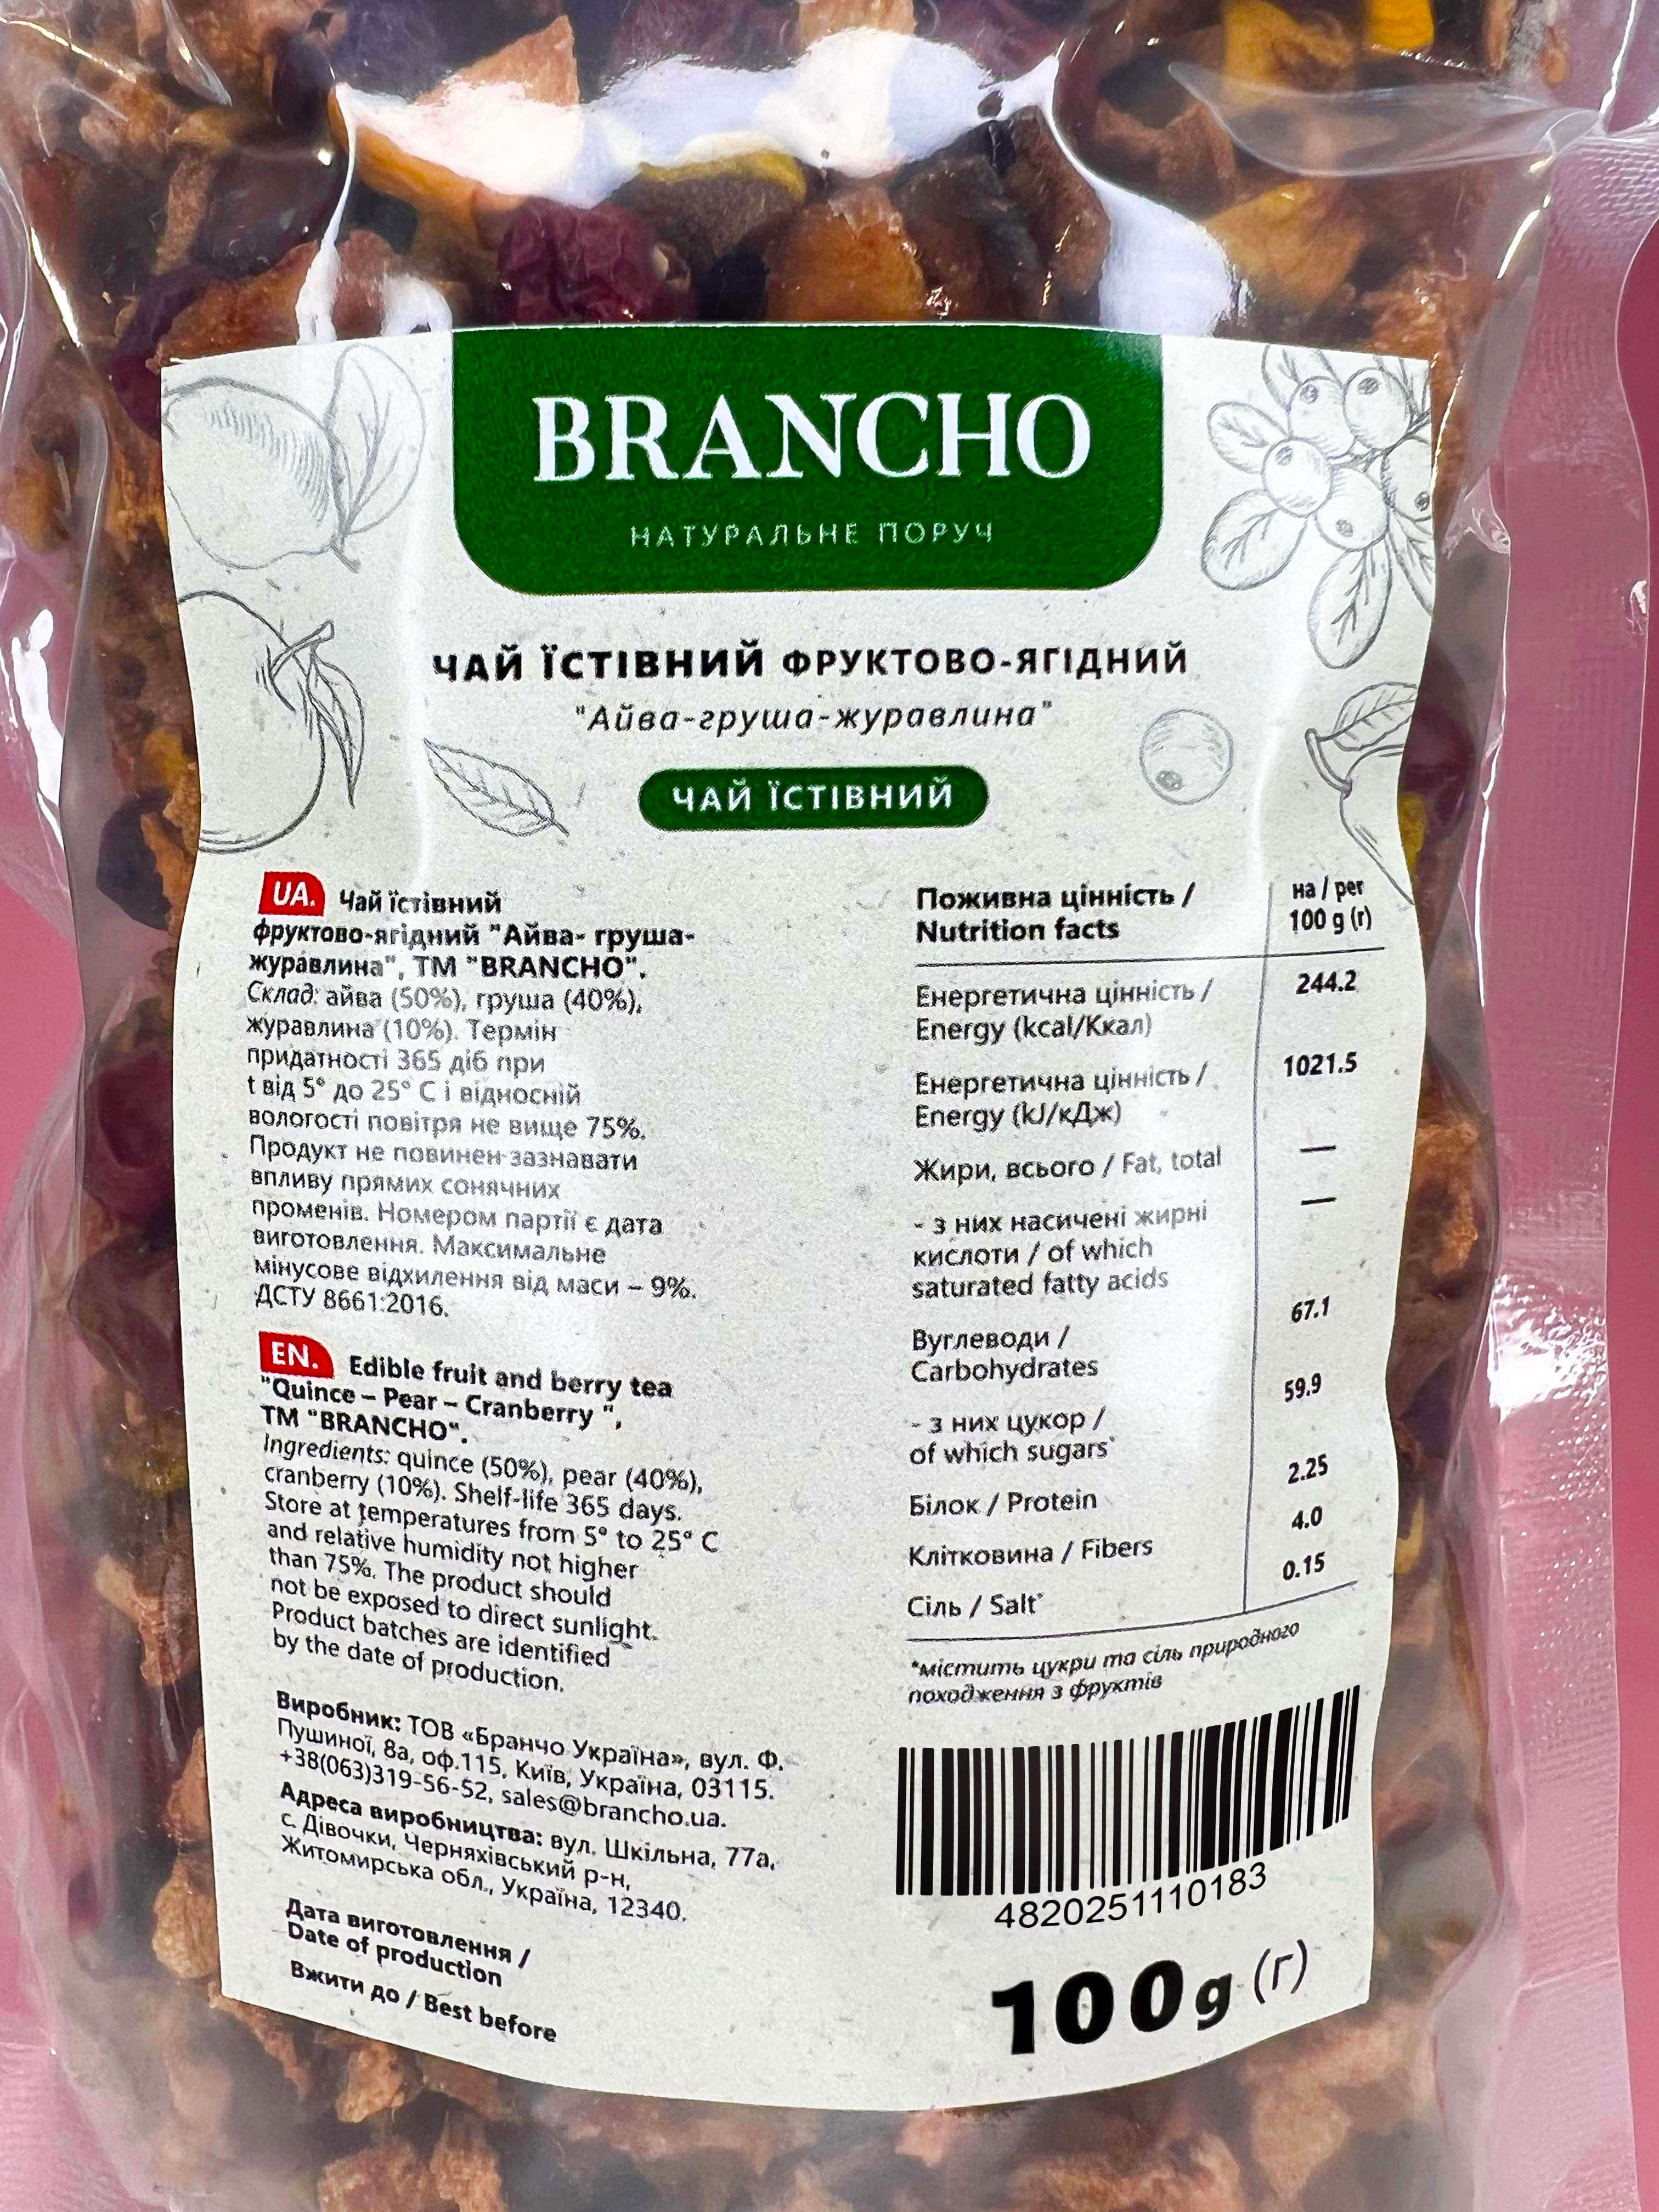 BRANCHO
НАТУРАЛЬНЕ ПОРУЧ
ЧАЙ ЇСТІВНИЙ ФРУКТОВО-ЯГІДНИЙ
"Айва-груша-журавлина"
ЧАЙ ЇСТІВНИЙ
UA. Чай їстівний
фруктово-ягідний "Айва- груша-
журавлина", ТМ "BRANCHO".
Склад: айва (50%), груша (40%),
журавлина (10%). Термін
придатності 365 діб при
t від 5° до 25° С і відносній
вологості повітря не вище 75%.
Продукт не повинен зазнавати
впливу прямих сонячних
променів. Номером партії є дата
виготовлення. Максимальне
мінусове відхилення від маси – 9%.
ДСТУ 8661:2016.
EN. Edible fruit and berry tea
"Quince – Pear – Cranberry ",
TM "BRANCHO".
Ingredients: quince (50%), pear (40%),
cranberry (10%). Shelf-life 365 days.
Store at temperatures from 5° to 25° C
and relative humidity not higher
than 75%. The product should
not be exposed to direct sunlight.
Product batches are identified
by the date of production.
Виробник: ТОВ «Бранчо Україна», вул. Ф.
Пушиної, 8а, оф.115, Київ, Україна, 03115.
+38(063)319-56-52, sales@brancho.ua.
Адреса виробництва: вул. Шкільна, 77а,
с. Дівочки, Черняхівський р-н,
Житомирська обл., Україна, 12340.
Дата виготовлення /
Date of production
Вжити до / Best before
Поживна цінність /
Nutrition facts
на / per
100 g (г)
Енергетична цінність /
Energy (kcal/Ккал)
244.2
Енергетична цінність /
Energy (kJ/кДж)
1021.5
Жири, всього / Fat, total
—
- з них насичені жирні
кислоти / of which
saturated fatty acids
—
Вуглеводи /
Carbohydrates
67.1
- з них цукор /
of which sugars*
59.9
Білок / Protein
2.25
Клітковина / Fibers
4.0
Сіль / Salt*
0.15
*містить цукри та сіль природного
походження з фруктів
4820251110183
100g (г)